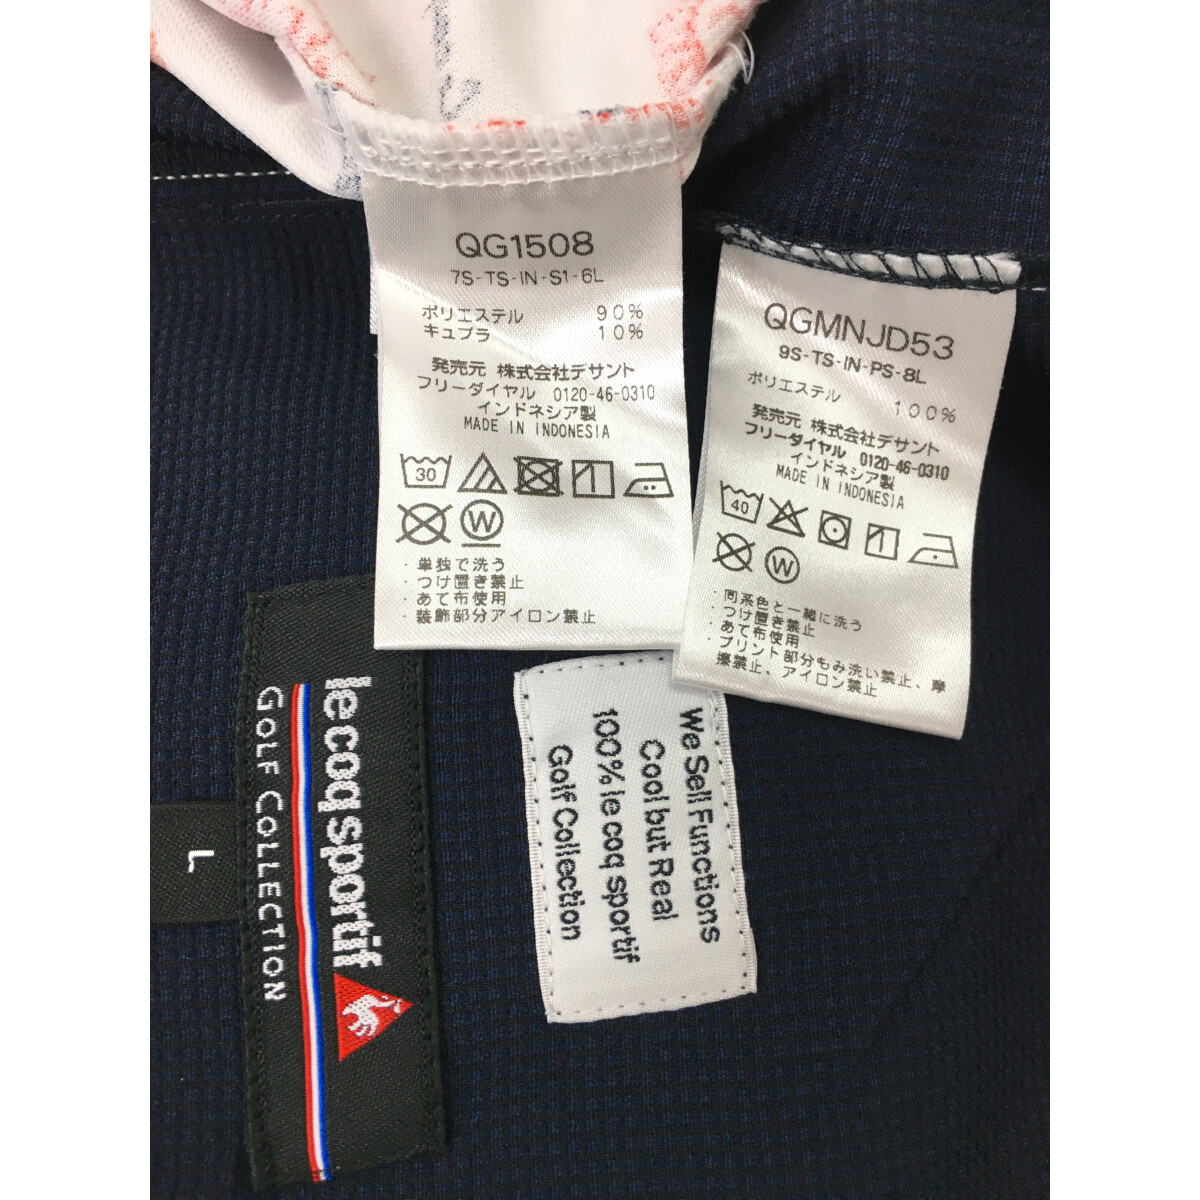 QG1508
7S-TS-IN-S1-6L
ポリエステル 90%
キュプラ 10%
発売元 株式会社デサント
フリーダイヤル 0120-46-0310
インドネシア製
MADE IN INDONESIA
30
W
・単独で洗う
・つけ置き禁止
・あて布使用
・装飾部分アイロン禁止
QGMNJD53
9S-TS-IN-PS-8L
ポリエステル 100%
発売元 株式会社デサント
フリーダイヤル 0120-46-0310
インドネシア製
MADE IN INDONESIA
40
W
・同系色と一緒に洗う
・つけ置き禁止
・あて布使用
・プリント部分もみ洗い禁止、摩
擦禁止、アイロン禁止
le coq sportif
GOLF COLLECTION
L
We Sell Functions
Cool but Real
100% le coq sportif
Golf Collection